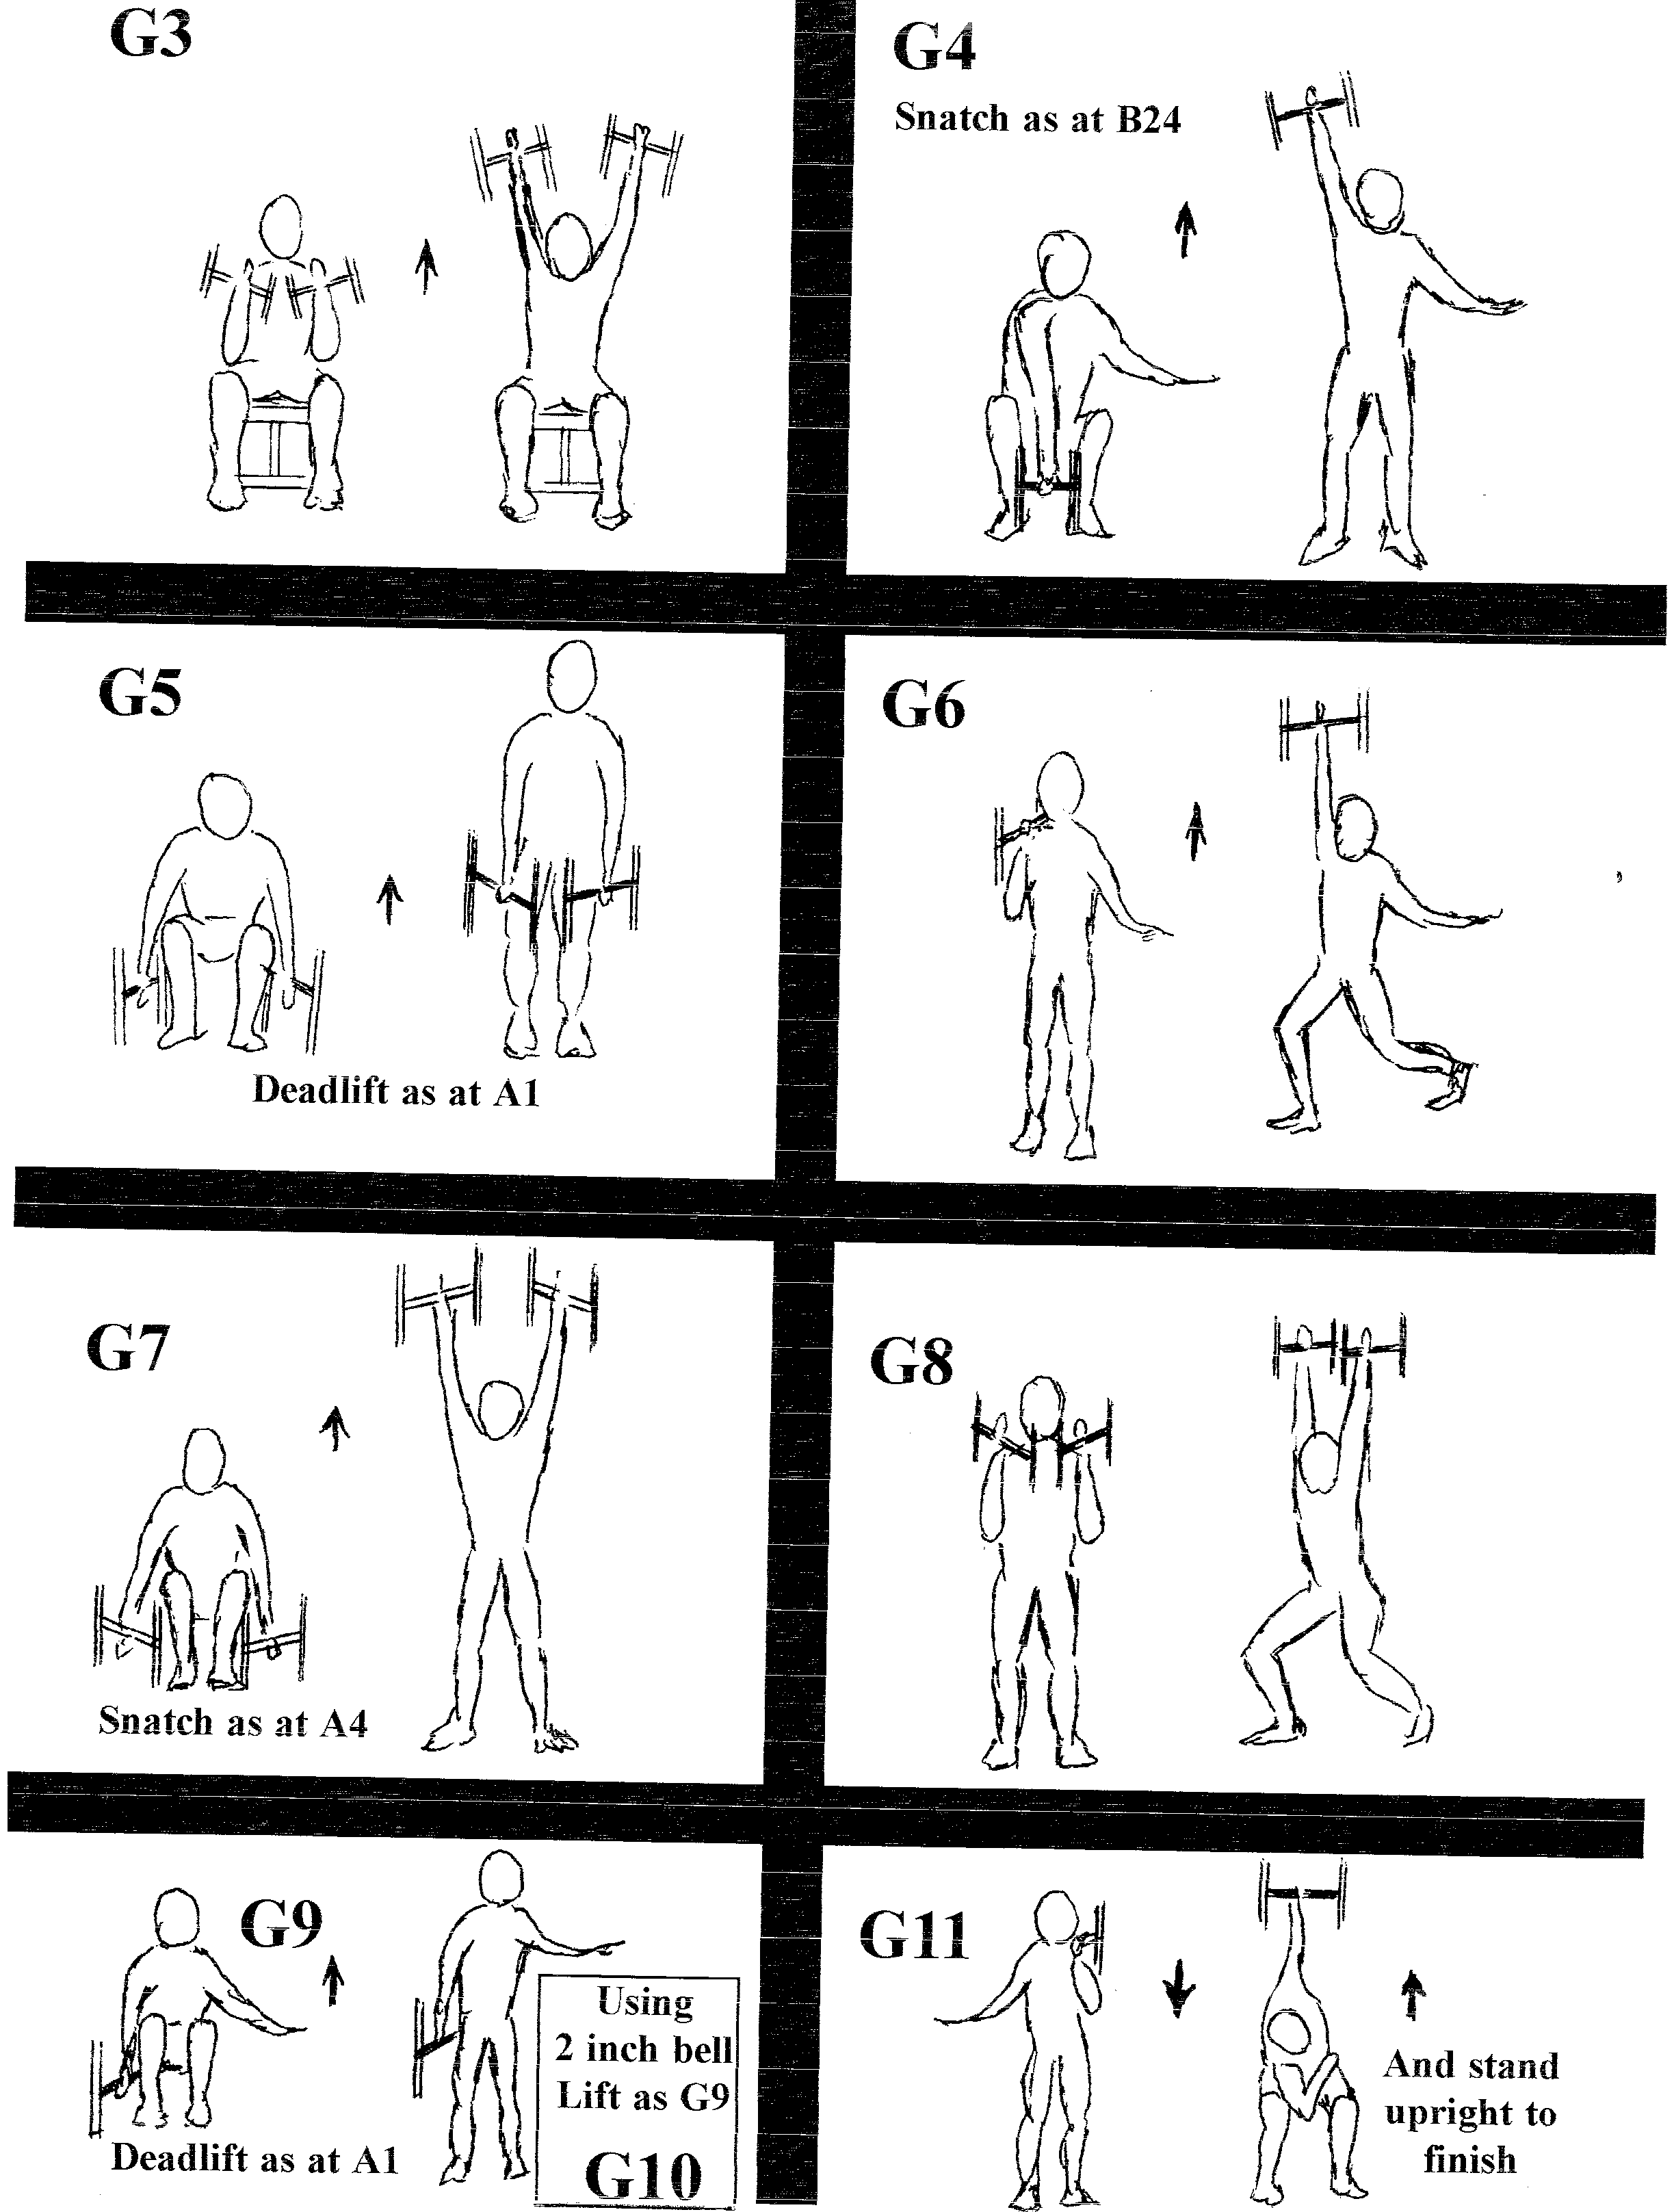 G3
G4
Snatch as at B24
G5
Deadlift as at A1
G6
G7
Snatch as at A4
G8
G9
Deadlift as at A1
Using
2 inch bell
Lift as G9
G10
G11
And stand
upright to
finish